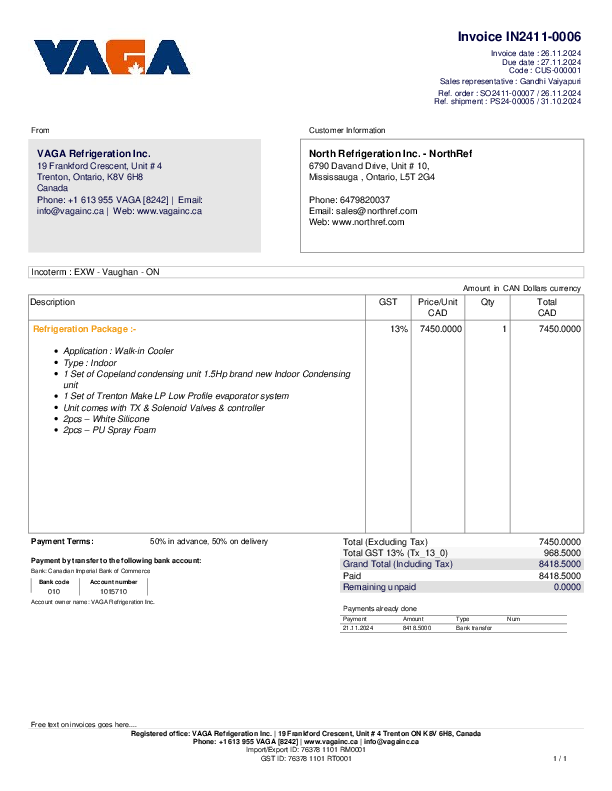 VAGA
Invoice IN2411-0006
Invoice date : 26.11.2024
Due date : 27.11.2024
Code : CUS-000001
Sales representative : Gandhi Vaiyapuri
Ref. order : SO2411-00007 / 26.11.2024
Ref. shipment : PS24-00005 / 31.10.2024
From
VAGA Refrigeration Inc.
19 Frankford Crescent, Unit # 4
Trenton, Ontario, K8V 6H8
Canada
Phone: +1 613 955 VAGA [8242] | Email:
info@vagainc.ca | Web: www.vagainc.ca
Customer Information
North Refrigeration Inc. - NorthRef
6790 Davand Drive, Unit # 10,
Mississauga , Ontario, L5T 2G4
Phone: 6479820037
Email: sales@northref.com
Web: www.northref.com
Incoterm : EXW - Vaughan - ON
Amount in CAN Dollars currency
Description GST Price/Unit CAD Qty Total CAD
Refrigeration Package :- 13% 7450.0000 1 7450.0000
• Application : Walk-in Cooler
• Type : Indoor
• 1 Set of Copeland condensing unit 1.5Hp brand new Indoor Condensing
unit
• 1 Set of Trenton Make LP Low Profile evaporator system
• Unit comes with TX & Solenoid Valves & controller
• 2pcs – White Silicone
• 2pcs – PU Spray Foam
Payment Terms: 50% in advance, 50% on delivery
Payment by transfer to the following bank account:
Bank: Canadian Imperial Bank of Commerce
Bank code Account number
010 1015710
Account owner name: VAGA Refrigeration Inc.
Total (Excluding Tax) 7450.0000
Total GST 13% (Tx_13_0) 968.5000
Grand Total (Including Tax) 8418.5000
Paid 8418.5000
Remaining unpaid 0.0000
Payments already done
Payment Amount Type Num
21.11.2024 8418.5000 Bank transfer
Free text on invoices goes here....
Registered office: VAGA Refrigeration Inc. | 19 Frankford Crescent, Unit # 4 Trenton ON K8V 6H8, Canada
Phone: +1 613 955 VAGA [8242] | www.vagainc.ca | info@vagainc.ca
Import/Export ID: 76378 1101 RM0001
GST ID: 76378 1101 RT0001
1 / 1